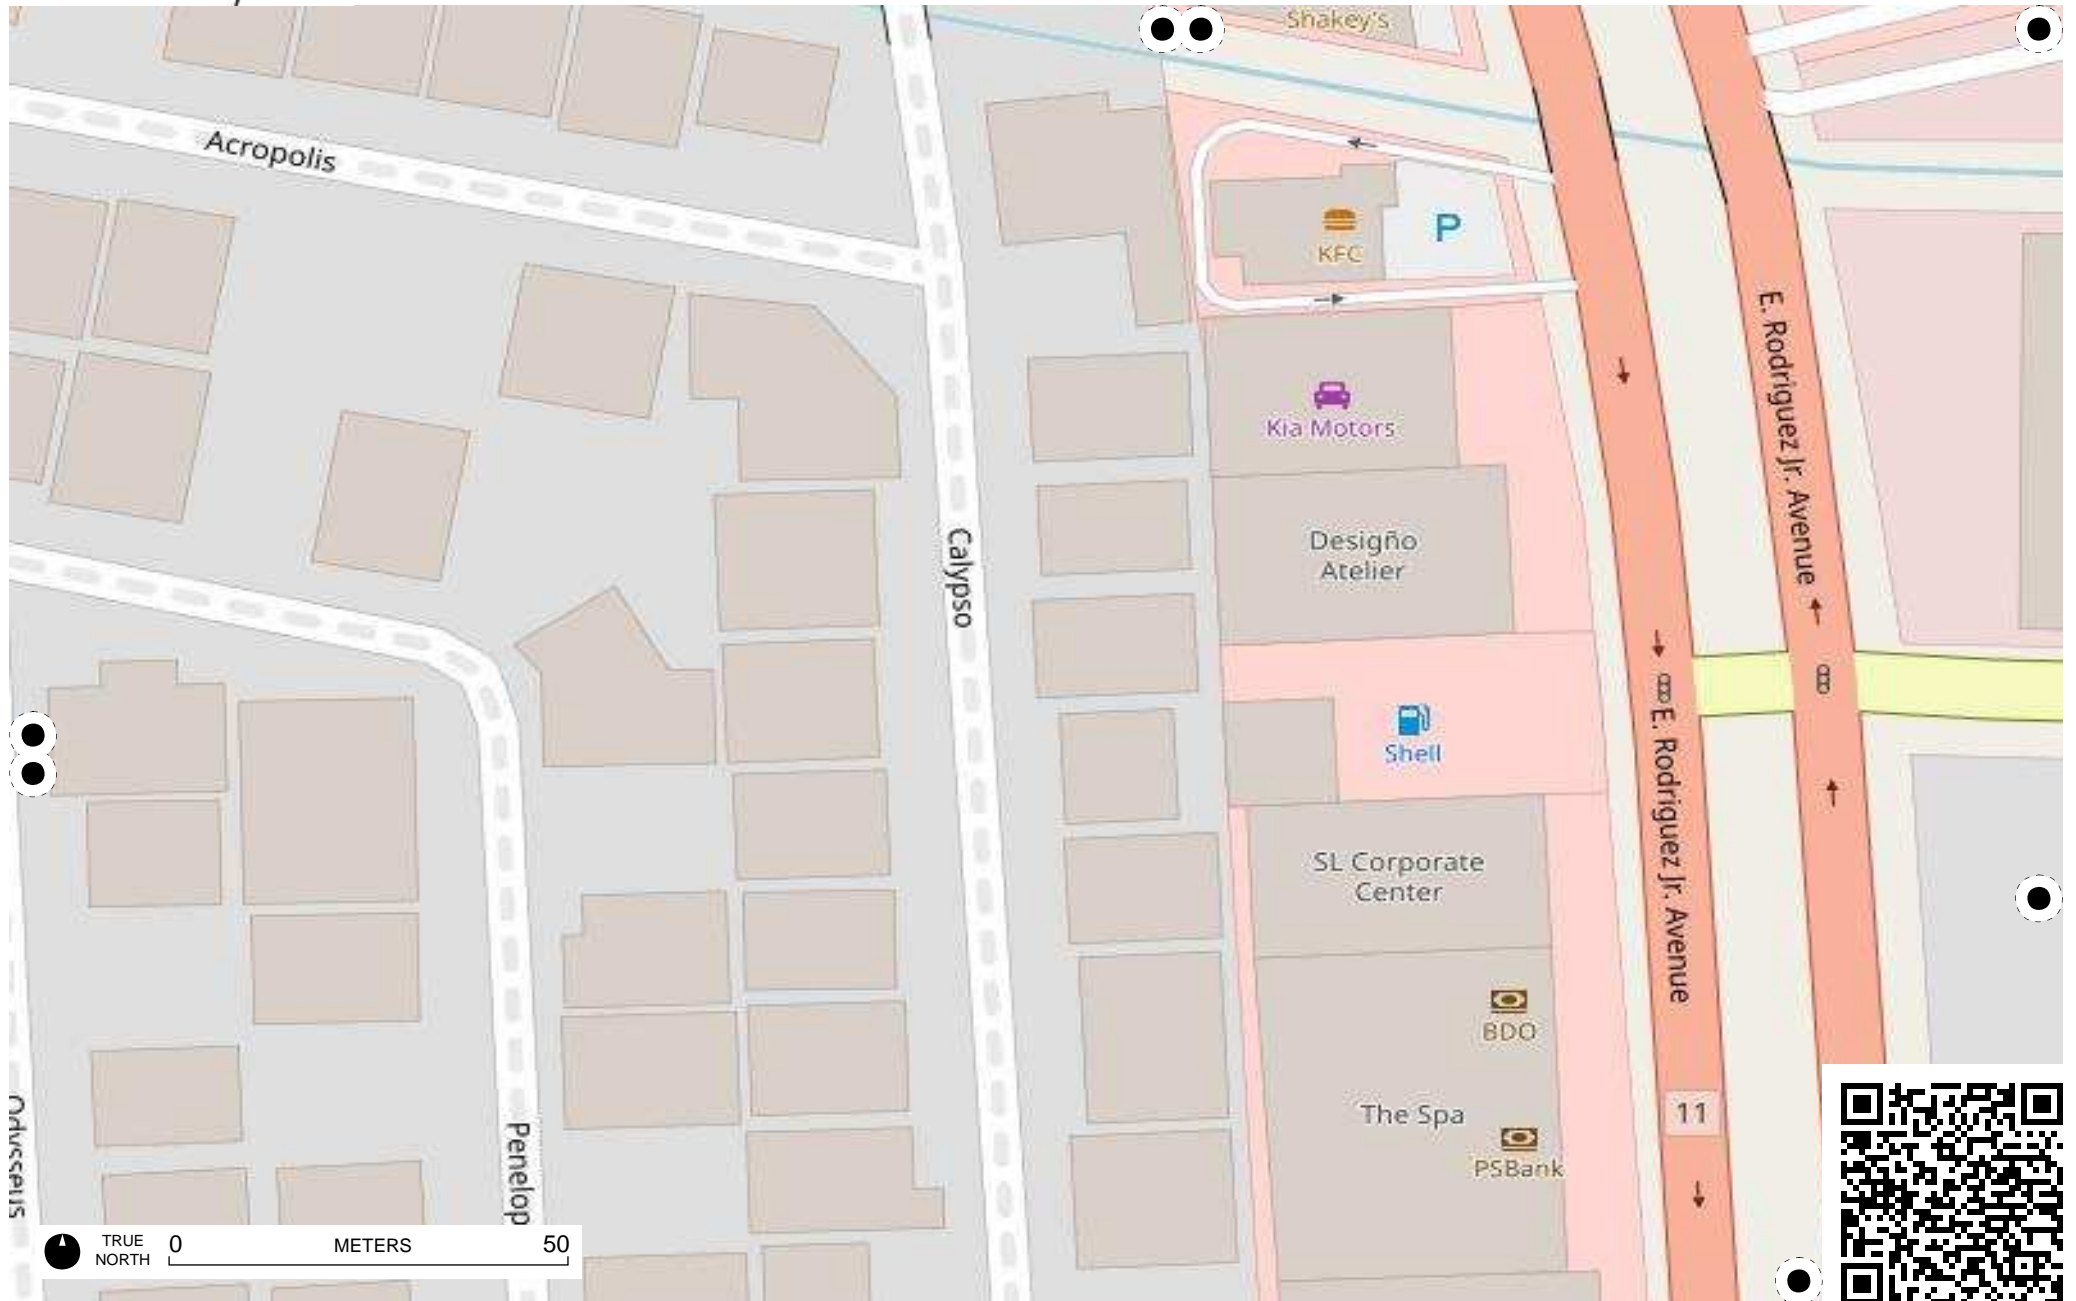 Shakey's
Acropolis
P
KFC
E. Rodriguez Jr. Avenue
Kia Motors
Designo
Atelier
Calypso
Shell
E. Rodriguez Jr. Avenue
SL Corporate
Center
BDO
The Spa
11
PSBank
Odysseus
Penelop
TRUE
NORTH
0 METERS 50